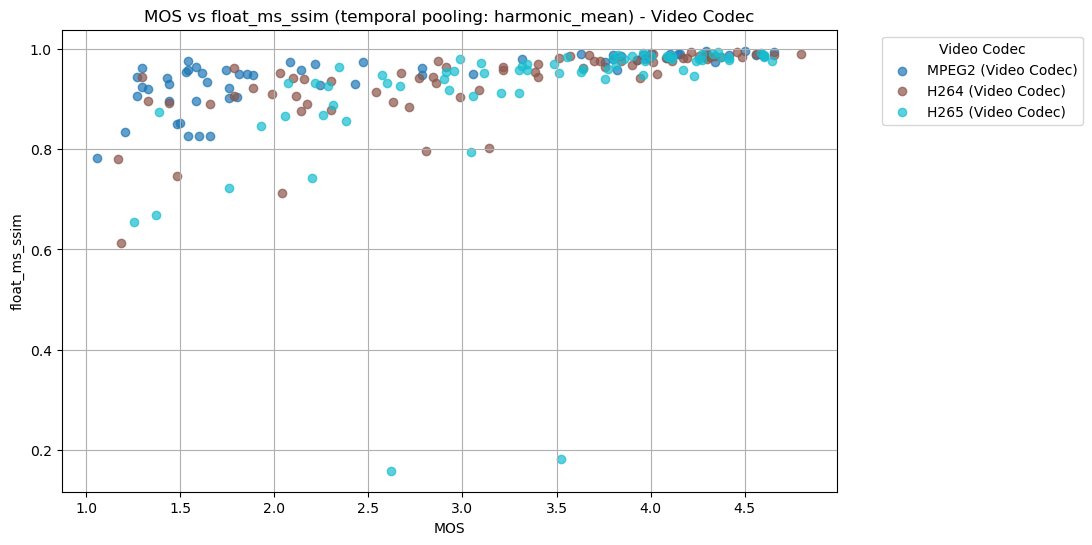 MOS vs float_ms_ssim (temporal pooling: harmonic_mean) - Video Codec
Video Codec
MPEG2 (Video Codec)
H264 (Video Codec)
H265 (Video Codec)
float_ms_ssim
1.0
0.8
0.6
0.4
0.2
1.0 1.5 2.0 2.5 3.0 3.5 4.0 4.5
MOS